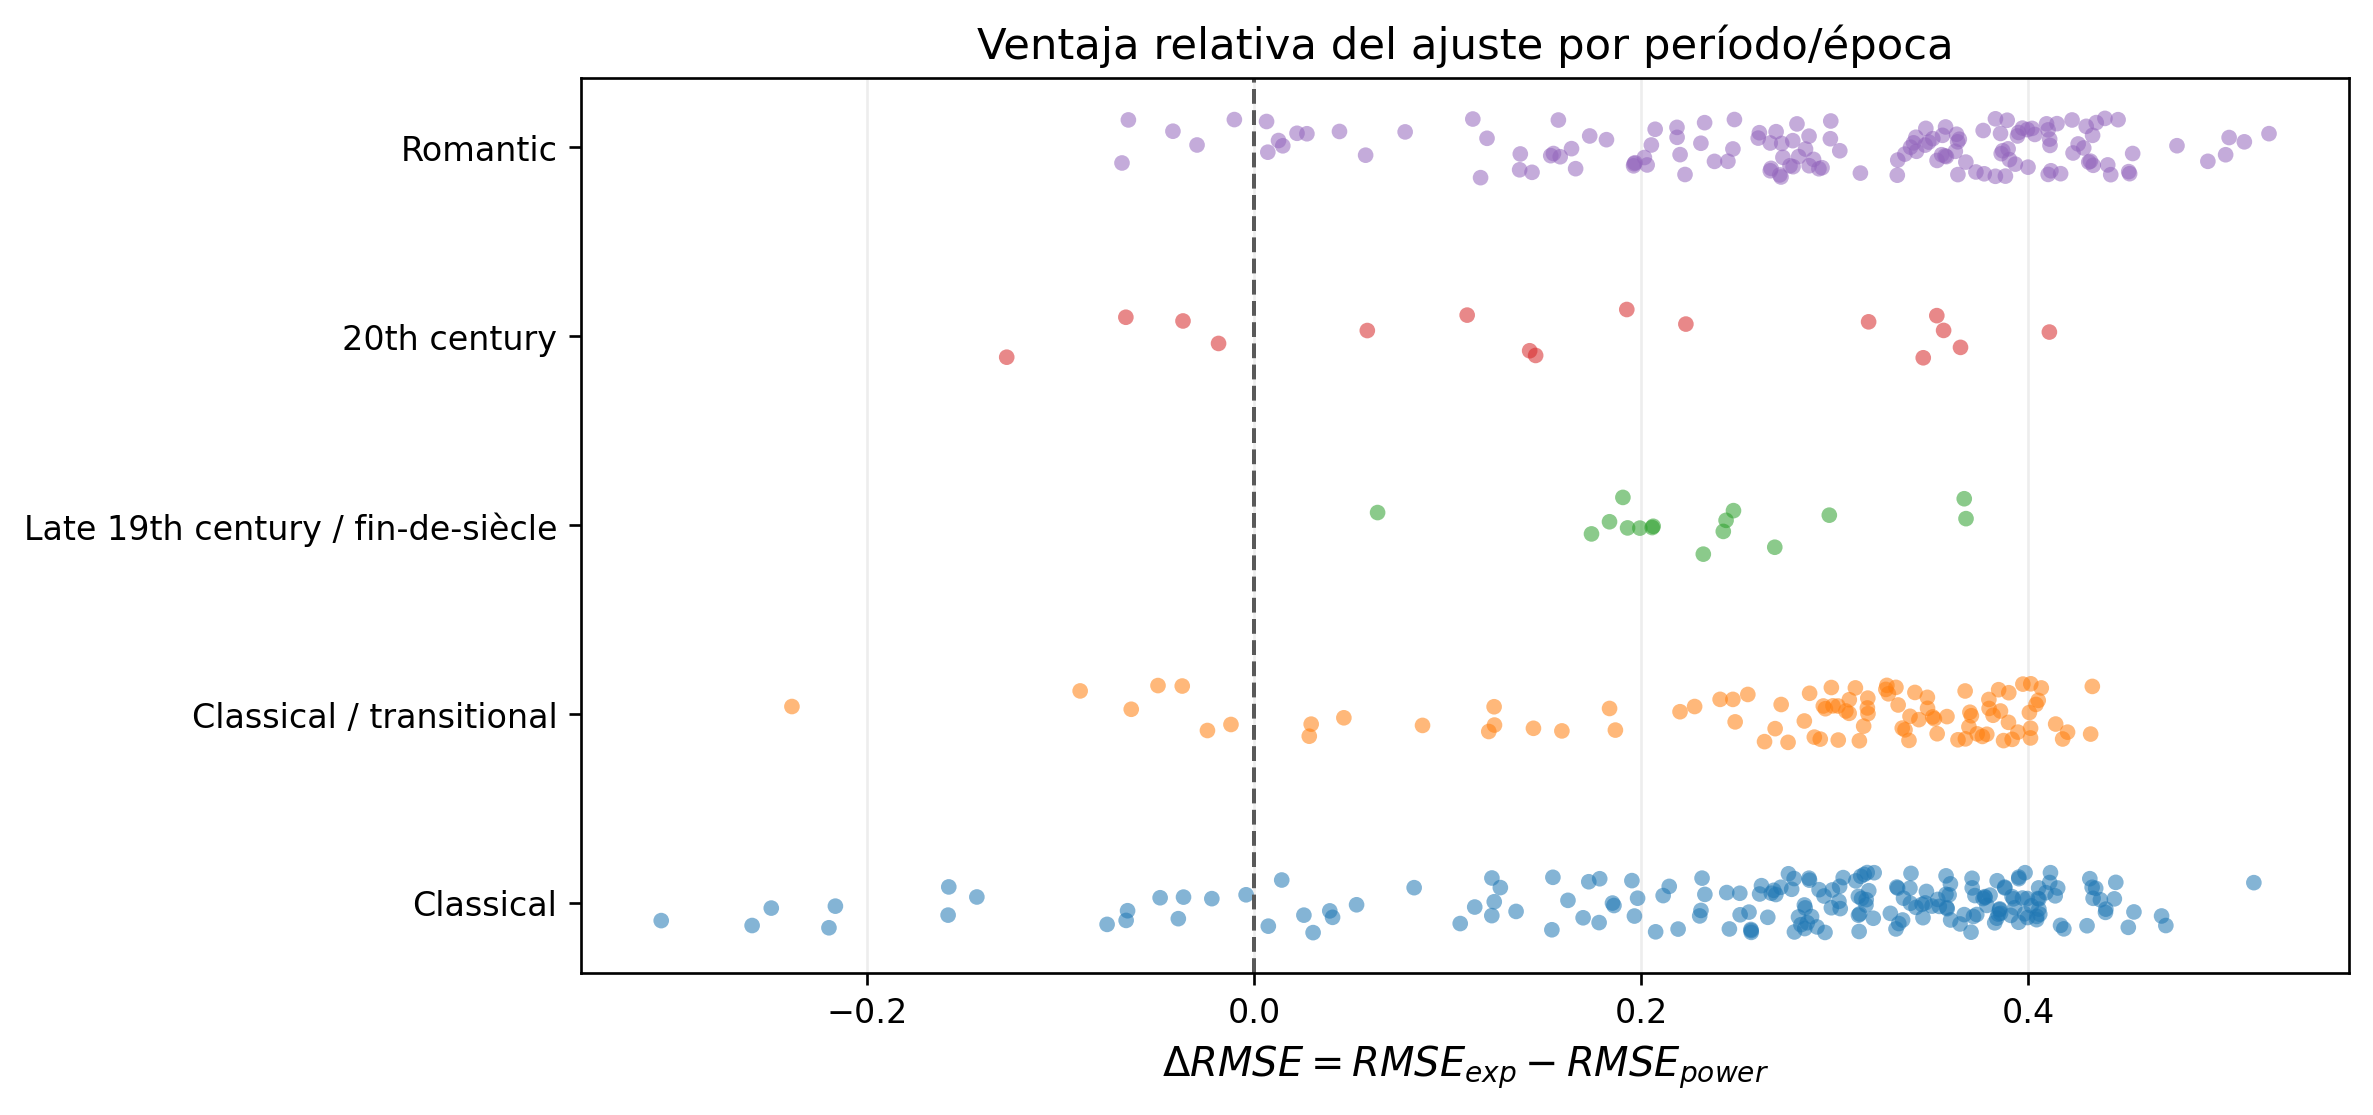 Ventaja relativa del ajuste por período/época
Romantic
20th century
Late 19th century / fin-de-siècle
Classical / transitional
Classical
−0.2 0.0 0.2 0.4
ΔRMSE = RMSE_exp − RMSE_power